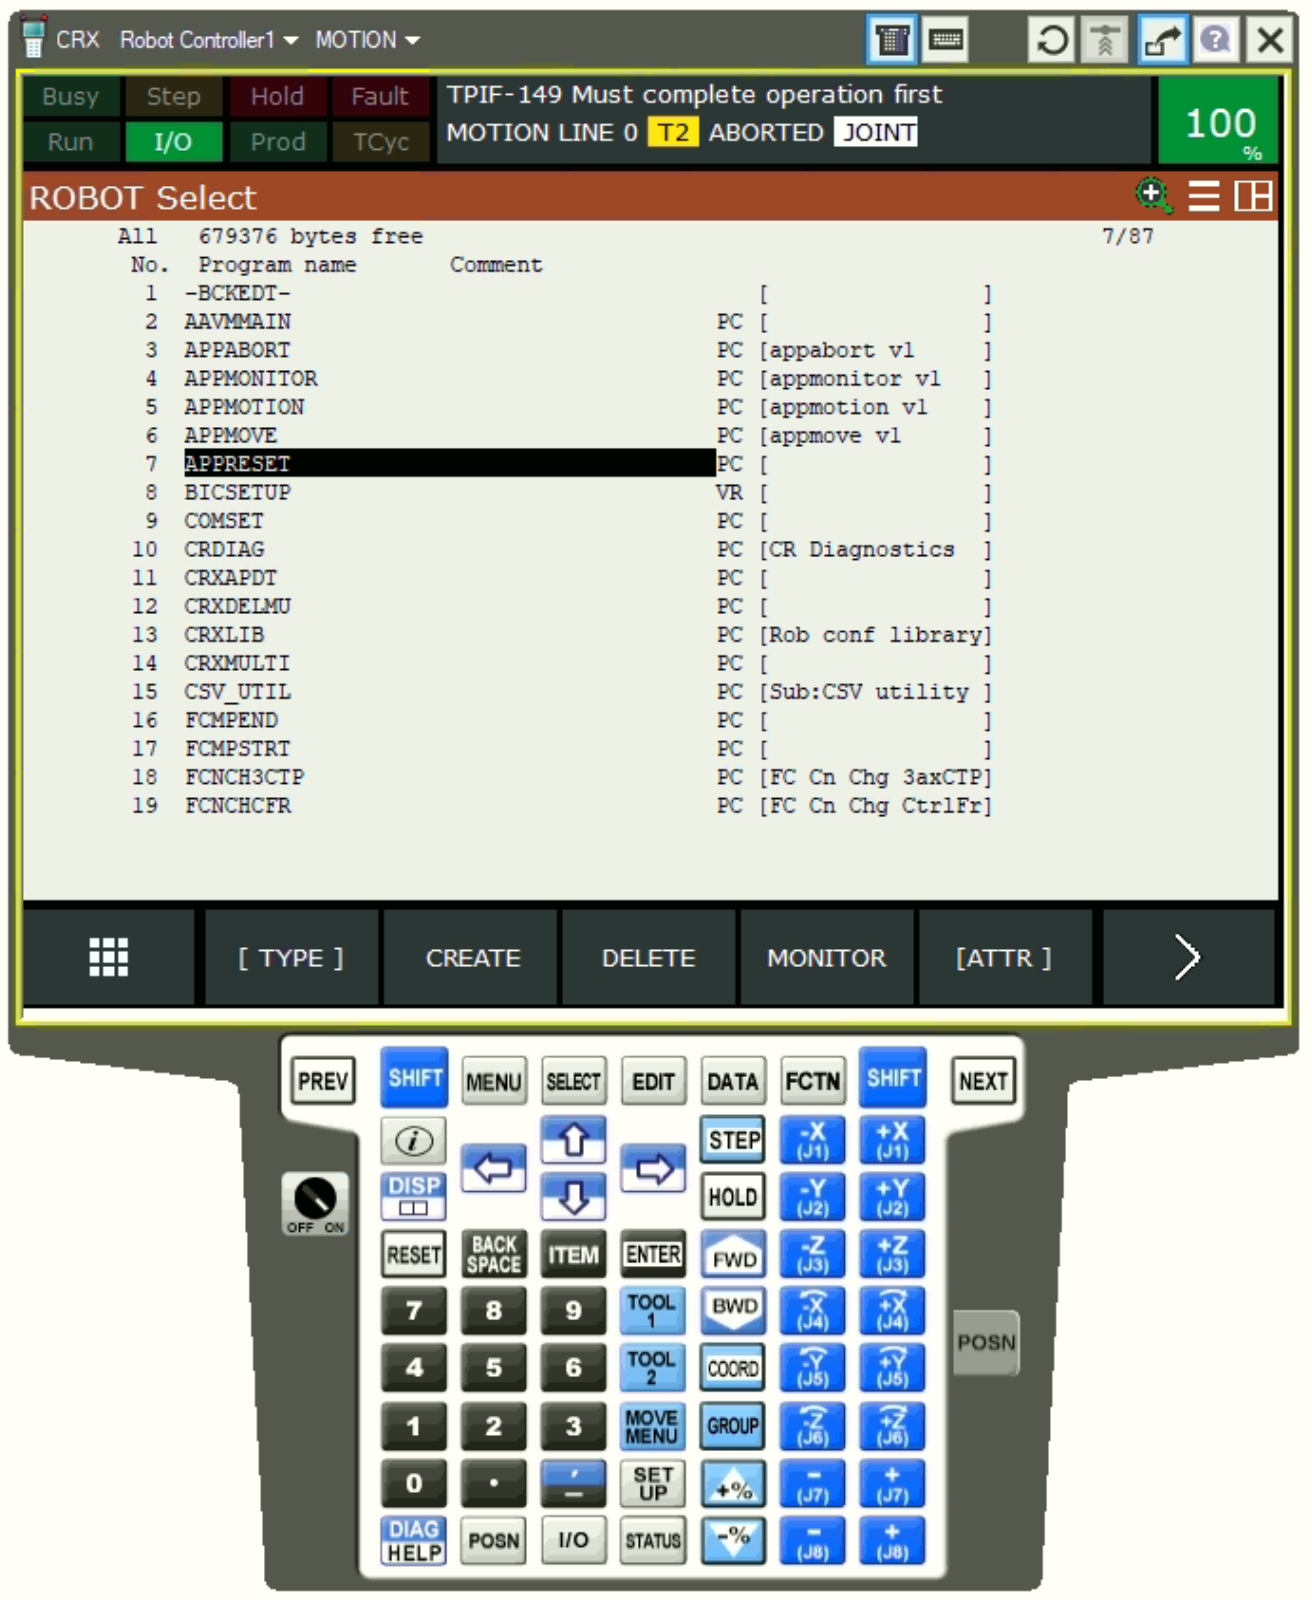 CRX Robot Controller1 MOTION
Busy Step Hold Fault TPIF-149 Must complete operation first
Run I/O Prod TCyc MOTION LINE 0 T2 ABORTED JOINT 100 %
ROBOT Select
All 679376 bytes free 7/87
No. Program name Comment
1 -BCKEDT- [ ]
2 AAVMMAIN PC [ ]
3 APPABORT PC [appabort v1 ]
4 APPMONITOR PC [appmonitor v1 ]
5 APPMOTION PC [appmotion v1 ]
6 APPMOVE PC [appmove v1 ]
7 APPRESET PC [ ]
8 BICSETUP VR [ ]
9 COMSET PC [ ]
10 CRDIAG PC [CR Diagnostics ]
11 CRXAPDT PC [ ]
12 CRXDELMU PC [ ]
13 CRXLIB PC [Rob conf library]
14 CRXMULTI PC [ ]
15 CSV_UTIL PC [Sub:CSV utility ]
16 FCMPEND PC [ ]
17 FCMPSTRT PC [ ]
18 FCNCH3CTP PC [FC Cn Chg 3axCTP]
19 FCNCHCFR PC [FC Cn Chg CtrlFr]
[ TYPE ] CREATE DELETE MONITOR [ATTR ] >
PREV SHIFT MENU SELECT EDIT DATA FCTN SHIFT NEXT
i STEP -X (J1) +X (J1)
DISP HOLD -Y (J2) +Y (J2)
OFF ON
RESET BACK SPACE ITEM ENTER FWD -Z (J3) +Z (J3)
7 8 9 TOOL 1 BWD -X (J4) +X (J4)
POSN
4 5 6 TOOL 2 COORD -Y (J5) +Y (J5)
1 2 3 MOVE MENU GROUP -Z (J6) +Z (J6)
0 . ′ — SET UP +% - (J7) + (J7)
DIAG HELP POSN I/O STATUS -% - (J8) + (J8)